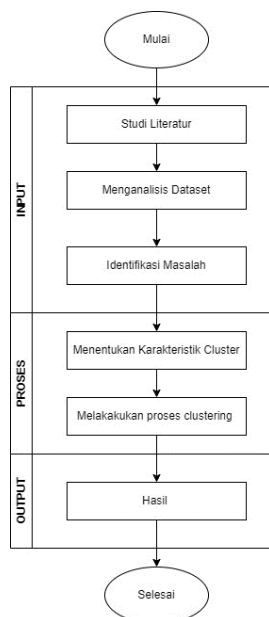 Mulai
INPUT
Studi Literatur
Menganalisis Dataset
Identifikasi Masalah
PROSES
Menentukan Karakteristik Cluster
Melakakukan proses clustering
OUTPUT
Hasil
Selesai